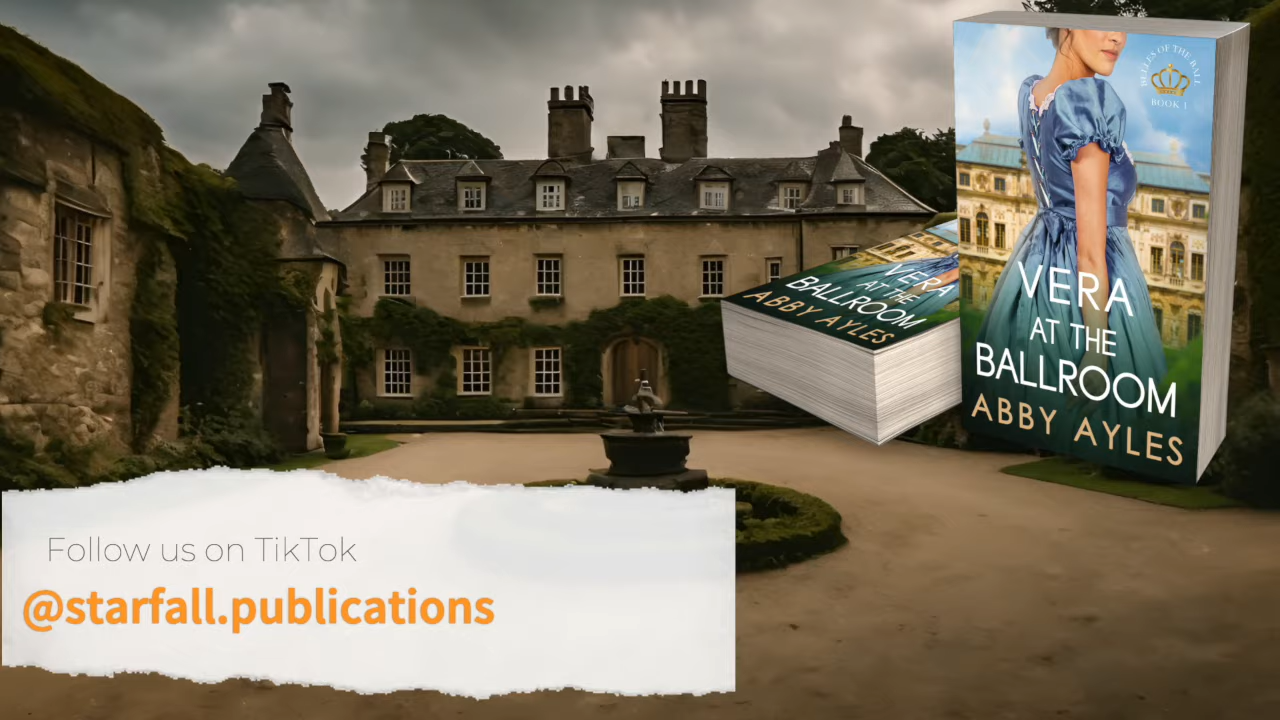 BELLES OF THE BALL
BOOK 1
VERA
AT THE
BALLROOM
ABBY AYLES
VERA
AT THE
BALLROOM
ABBY AYLES
Follow us on TikTok
@starfall.publications